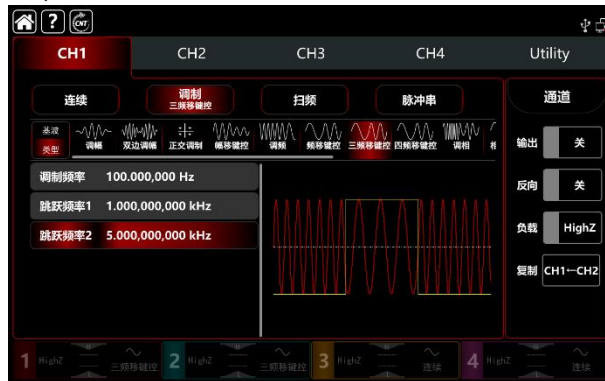 ? CNT
CH1 CH2 CH3 CH4 Utility
连续 调制 扫频 脉冲串 通道
三频移键控
基波 类型 调幅 双边调幅 正交调制 幅移键控 调频 频移键控 三频移键控 四频移键控 调相
输出 关
调制频率 100.000,000 Hz
反向 关
跳跃频率1 1.000,000,000 kHz
负载 HighZ
跳跃频率2 5.000,000,000 kHz
复制 CH1←CH2
1 HighZ 三频移键控 2 HighZ 三频移键控 3 HighZ 连续 4 HighZ 连续